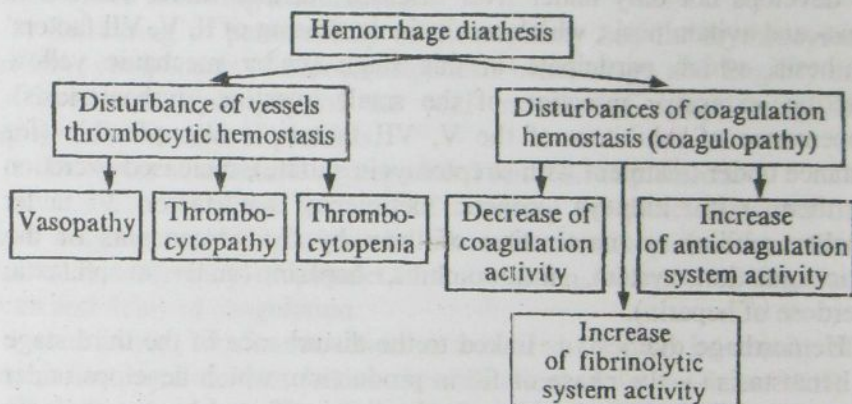 Hemorrhage diathesis
Disturbance of vessels
thrombocytic hemostasis
Disturbances of coagulation
hemostasis (coagulopathy)
Vasopathy
Thrombo-
cytopathy
Thrombo-
cytopenia
Decrease of
coagulation
activity
Increase
of anticoagulation
system activity
Increase
of fibrinolytic
system activity